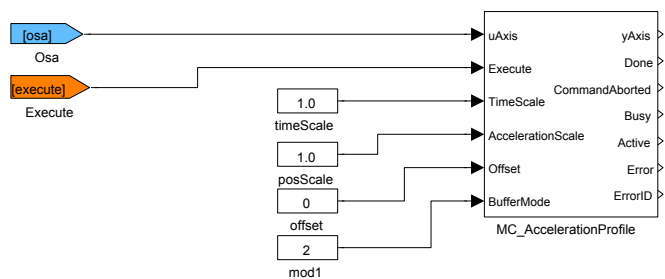 [osa]
Osa
[execute]
Execute
1.0
timeScale
1.0
posScale
0
offset
2
mod1
uAxis
Execute
TimeScale
AccelerationScale
Offset
BufferMode
yAxis
Done
CommandAborted
Busy
Active
Error
ErrorID
MC_AccelerationProfile